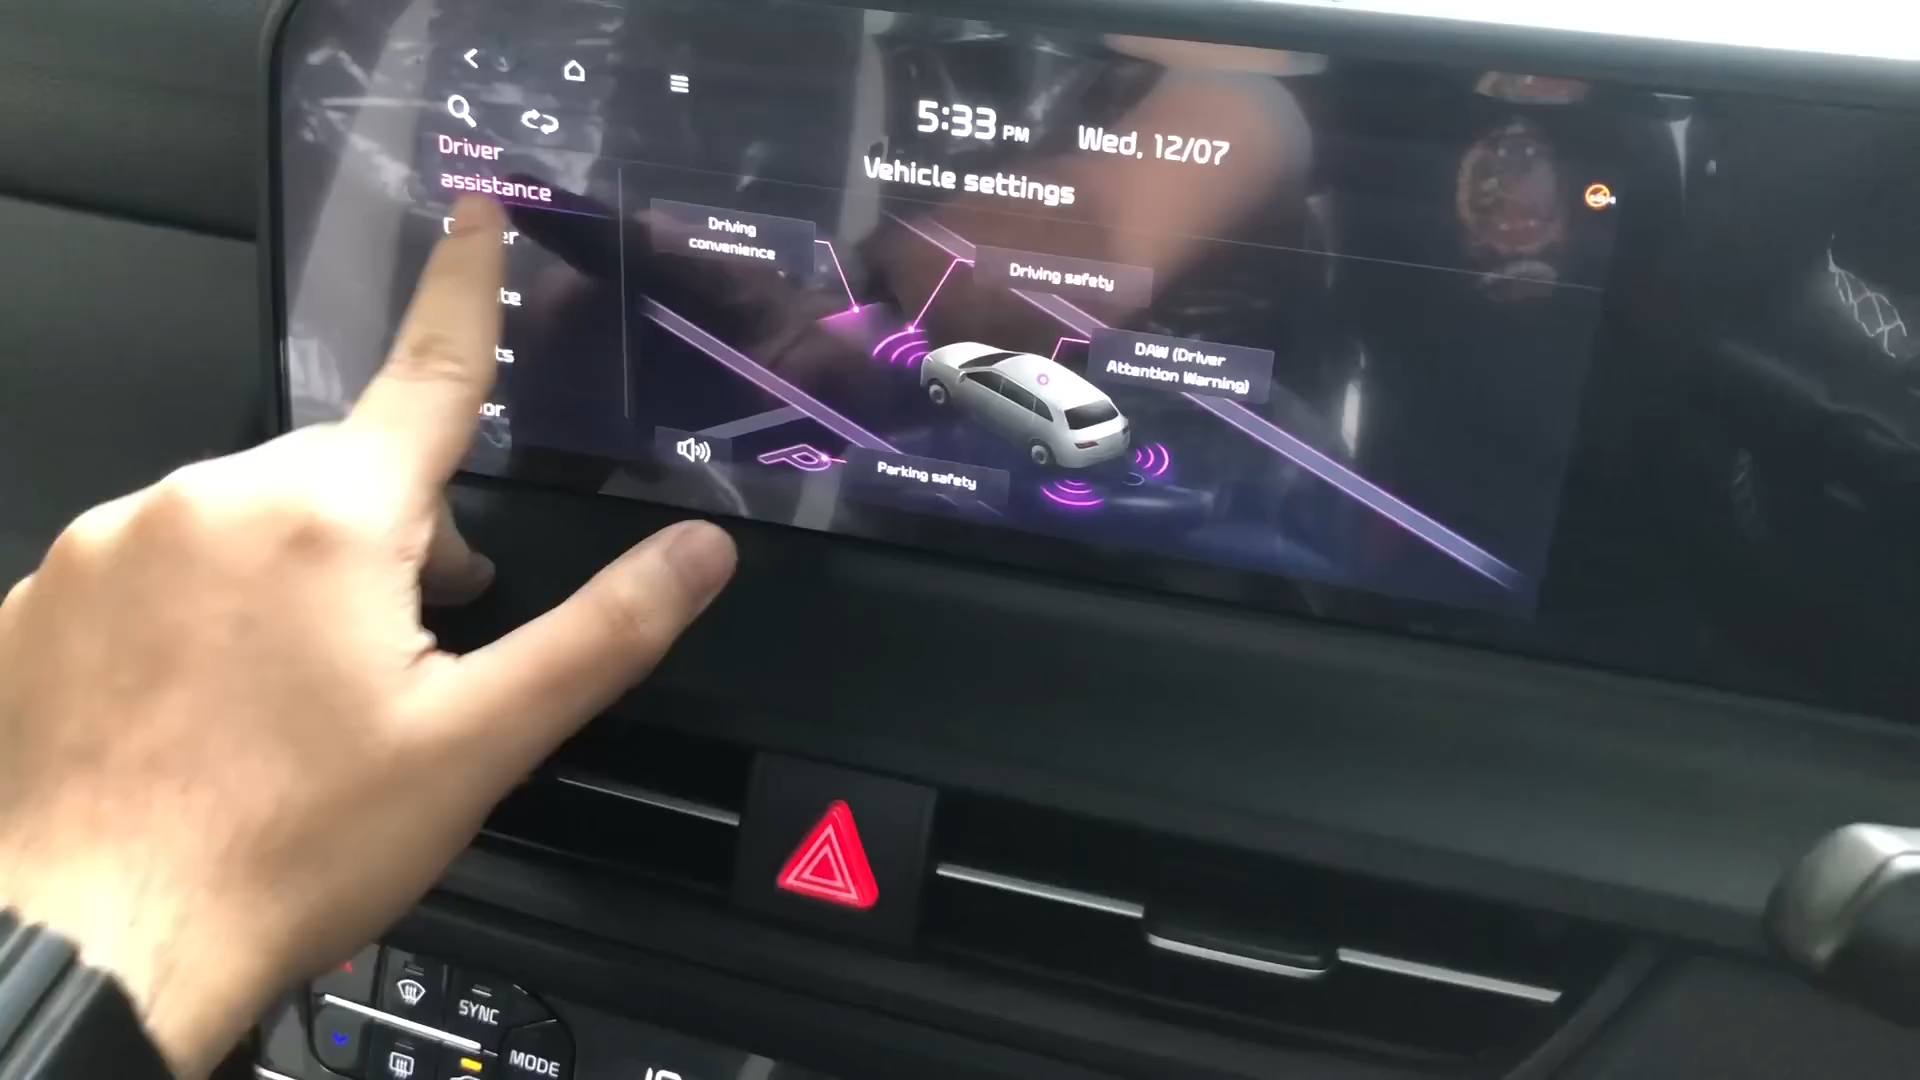 5:33 PM
Wed, 12/07
Vehicle settings
Driver
assistance
Driving
convenience
Driving safety
DAW (Driver
Attention Warning)
Parking safety
SYNC
MODE